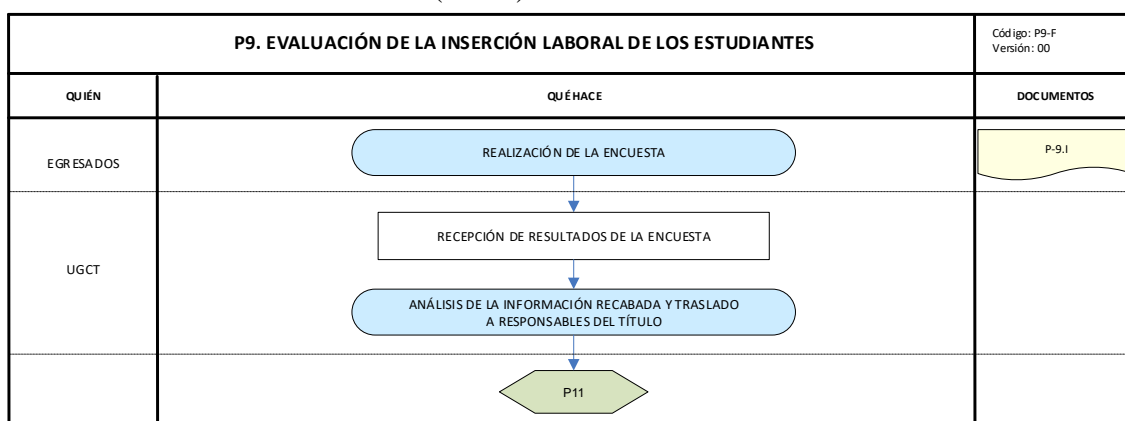 P9. EVALUACIÓN DE LA INSERCIÓN LABORAL DE LOS ESTUDIANTES
Código: P9-F
Versión: 00
QUIÉN
QUÉ HACE
DOCUMENTOS
EGRESADOS
REALIZACIÓN DE LA ENCUESTA
P-9.I
UGCT
RECEPCIÓN DE RESULTADOS DE LA ENCUESTA
ANÁLISIS DE LA INFORMACIÓN RECABADA Y TRASLADO
A RESPONSABLES DEL TÍTULO
P11